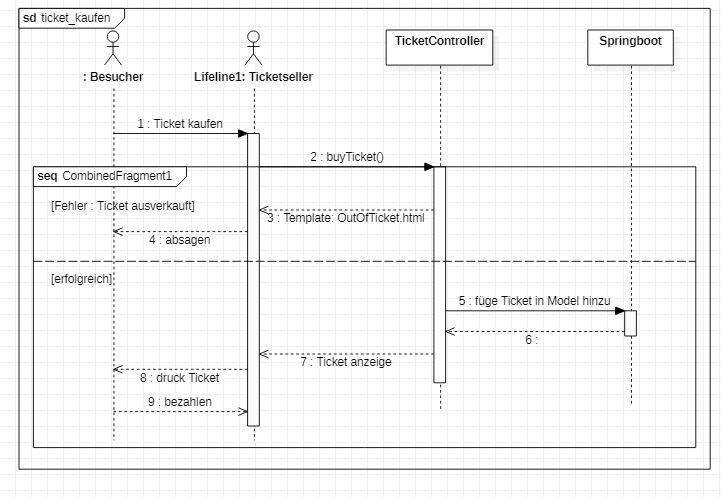 sd ticket_kaufen
: Besucher
Lifeline1: Ticketseller
TicketController
Springboot
1 : Ticket kaufen
2 : buyTicket()
seq CombinedFragment1
[Fehler : Ticket ausverkauft]
3 : Template: OutOfTicket.html
4 : absagen
[erfolgreich]
5 : füge Ticket in Model hinzu
6 :
7 : Ticket anzeige
8 : druck Ticket
9 : bezahlen